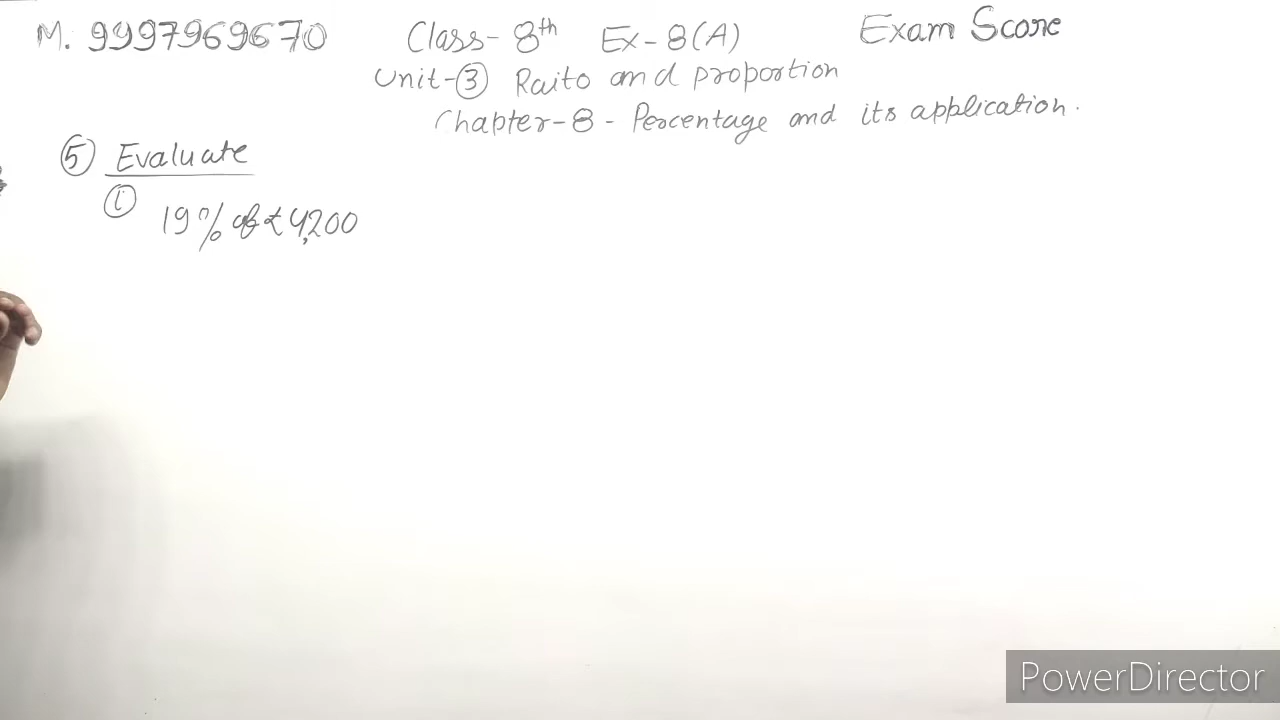 M. 9997969670 Class- 8th Ex- 8(A) Exam Score
Unit-③ Raito and proportion
Chapter-8 - Percentage and its application.
⑤ Evaluate
ⓘ 19% of ₹ 4,200
PowerDirector